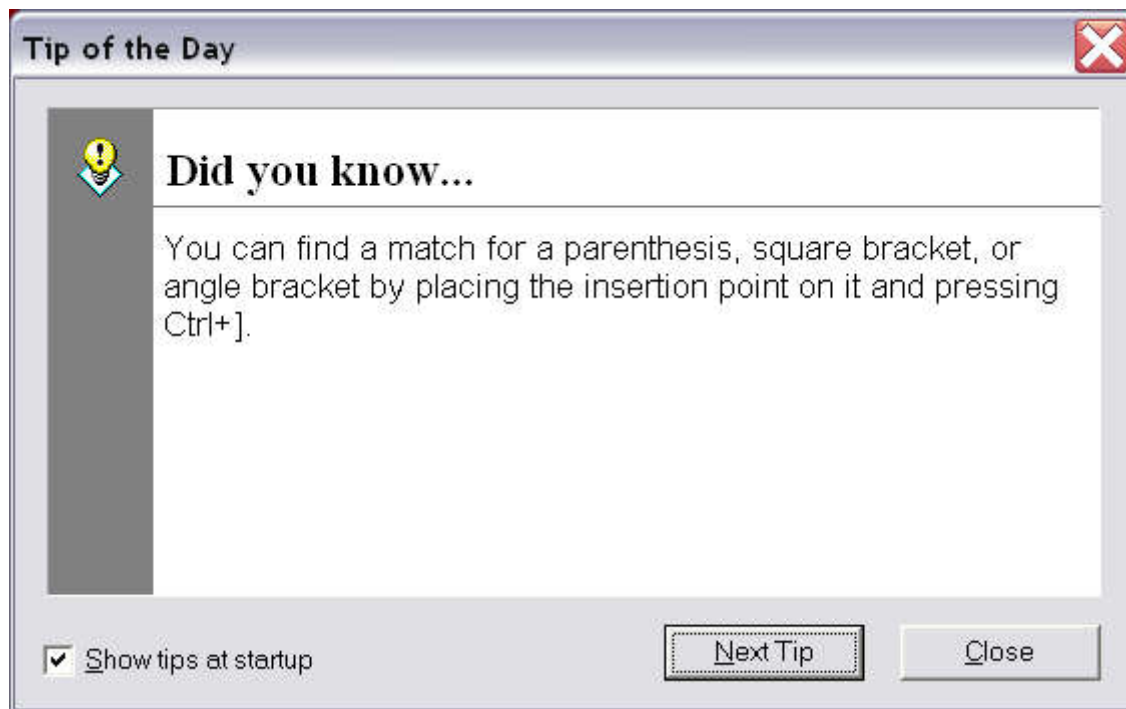 Tip of the Day
Did you know...
You can find a match for a parenthesis, square bracket, or
angle bracket by placing the insertion point on it and pressing
Ctrl+].
Show tips at startup
Next Tip
Close